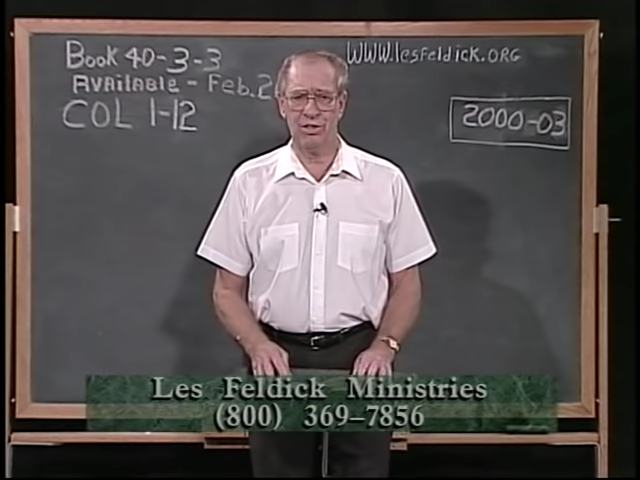 Book 40-3-3
AVAilAblE - Feb. 2
COL 1-12
WWW.lesfeldick.ORG
2000-03
Les Feldick Ministries
(800) 369-7856